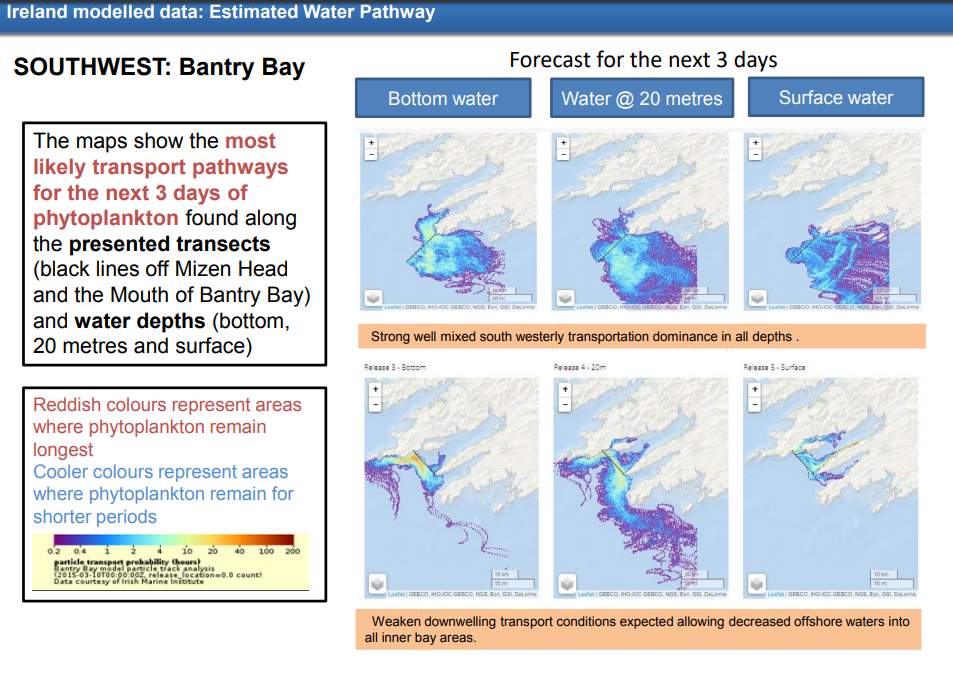 Ireland modelled data: Estimated Water Pathway
SOUTHWEST: Bantry Bay
The maps show the most
likely transport pathways
for the next 3 days of
phytoplankton found along
the presented transects
(black lines off Mizen Head
and the Mouth of Bantry Bay)
and water depths (bottom,
20 metres and surface)
Reddish colours represent areas
where phytoplankton remain
longest
Cooler colours represent areas
where phytoplankton remain for
shorter periods
0.2 0.4 1 2 4 10 20 40 100 200
particle transport probability (hours)
Bantry Bay model particle track analysis
(2015-03-10T00:00:00Z, release_location=0.0 count)
Data courtesy of Irish Marine Institute
Forecast for the next 3 days
Bottom water
Water @ 20 metres
Surface water
+
−
+
−
+
−
10 km
10 mi
10 km
10 mi
10 km
10 mi
Leaflet | GEBCO, IHO-IOC GEBCO, NGS, Esri, GSI, DeLorme
Leaflet | GEBCO, IHO-IOC GEBCO, NGS, Esri, GSI, DeLorme
Leaflet | GEBCO, IHO-IOC GEBCO, NGS, Esri, GSI, DeLorme
Strong well mixed south westerly transportation dominance in all depths .
Release 3 - Bottom
Release 4 - 20m
Release 5 - Surface
+
−
+
−
+
−
10 km
10 mi
10 km
10 mi
10 km
10 mi
Leaflet | GEBCO, IHO-IOC GEBCO, NGS, Esri, GSI, DeLorme
Leaflet | GEBCO, IHO-IOC GEBCO, NGS, Esri, GSI, DeLorme
Leaflet | GEBCO, IHO-IOC GEBCO, NGS, Esri, GSI, DeLorme
Weaken downwelling transport conditions expected allowing decreased offshore waters into
all inner bay areas.